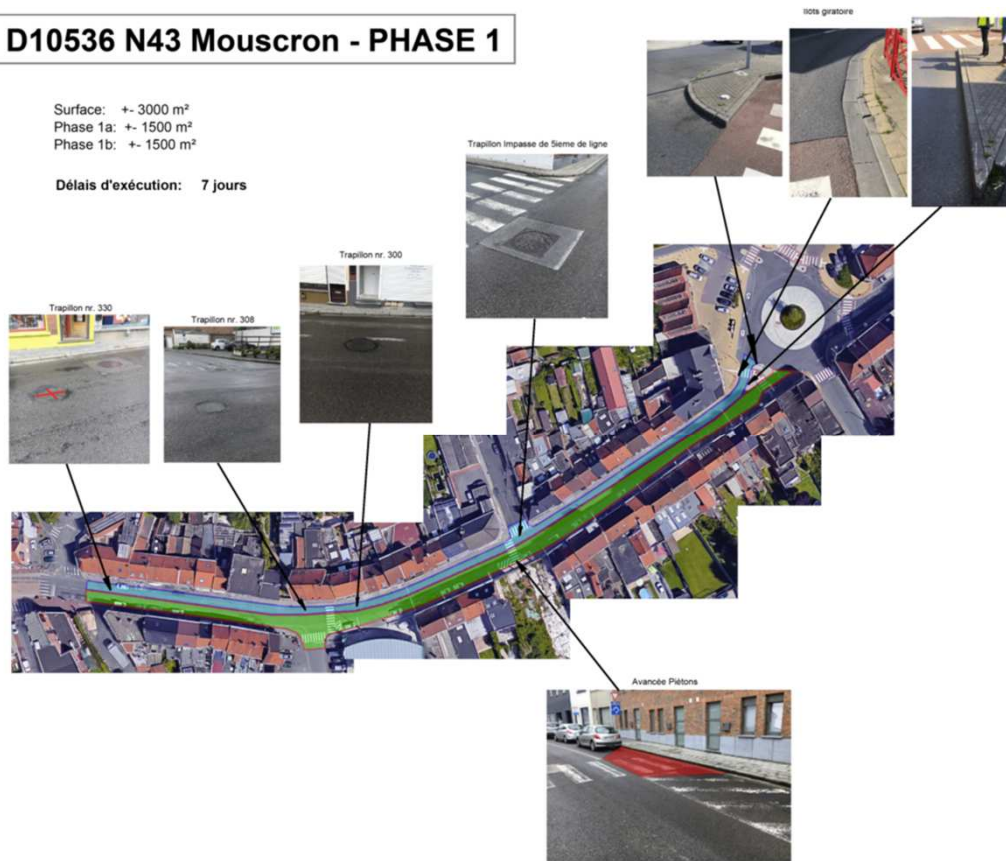 D10536 N43 Mouscron - PHASE 1
Surface: +- 3000 m²
Phase 1a: +- 1500 m²
Phase 1b: +- 1500 m²
Délais d'exécution: 7 jours
Ilôts giratoire
Trapillon Impasse de 5ieme de ligne
Trapillon nr. 300
Trapillon nr. 330
Trapillon nr. 308
Avancée Piétons